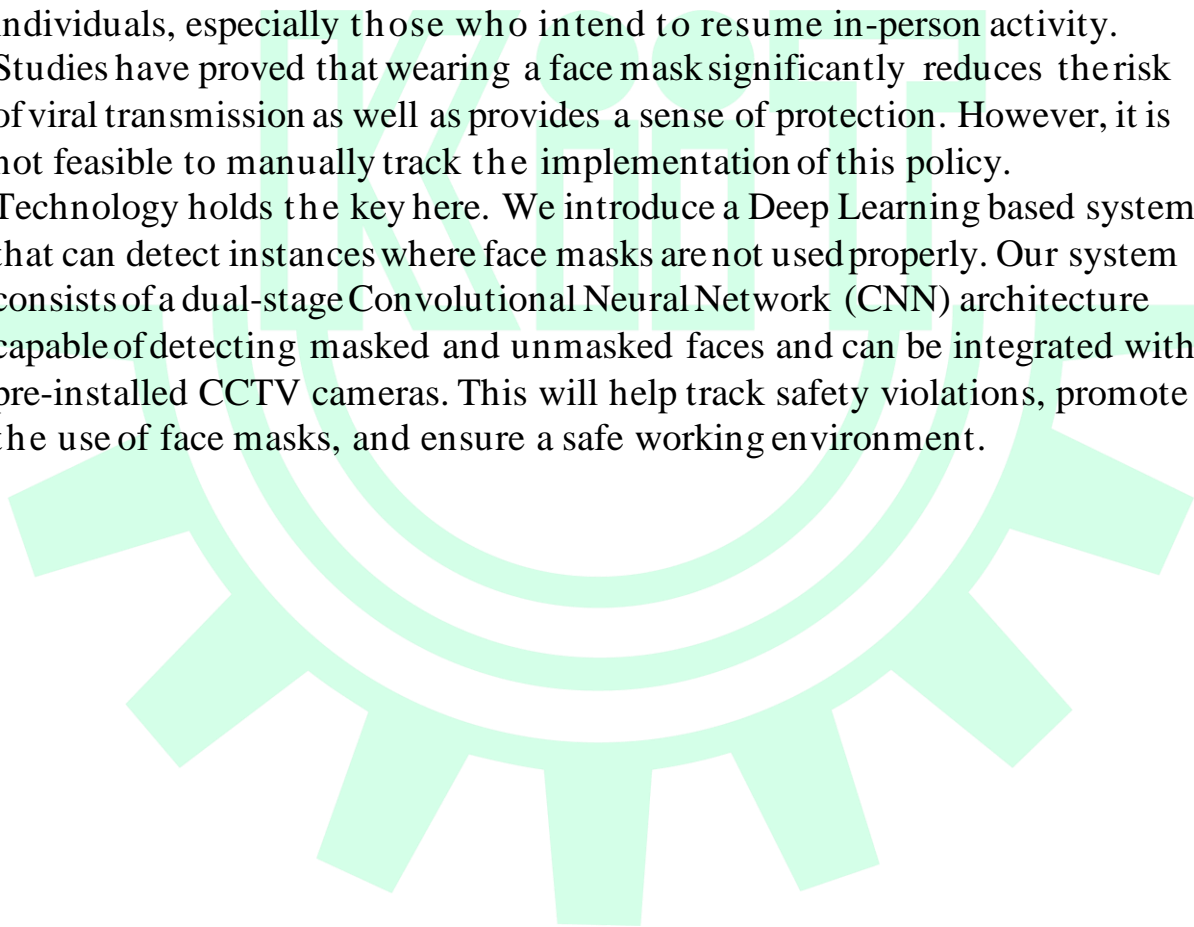 individuals, especially those who intend to resume in-person activity.
Studies have proved that wearing a face mask significantly reduces the risk
of viral transmission as well as provides a sense of protection. However, it is
not feasible to manually track the implementation of this policy.
Technology holds the key here. We introduce a Deep Learning based system
that can detect instances where face masks are not used properly. Our system
consists of a dual-stage Convolutional Neural Network (CNN) architecture
capable of detecting masked and unmasked faces and can be integrated with
pre-installed CCTV cameras. This will help track safety violations, promote
the use of face masks, and ensure a safe working environment.
KiiT